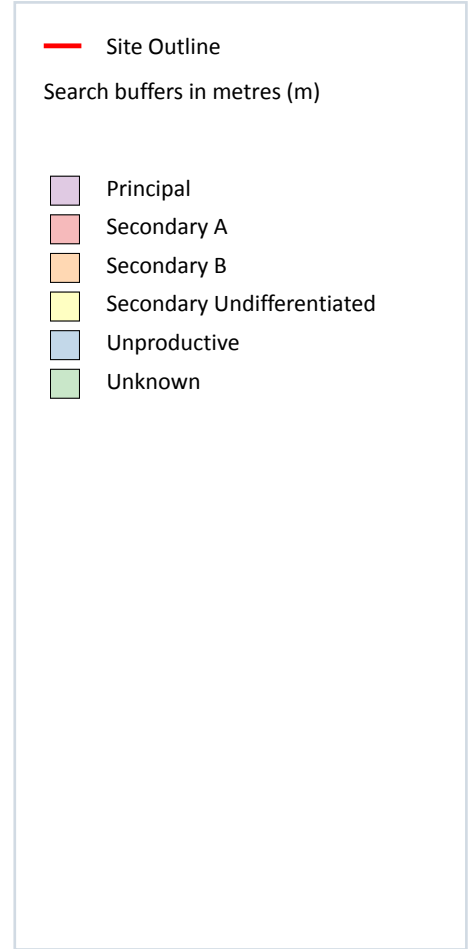 Site Outline
Search buffers in metres (m)
Principal
Secondary A
Secondary B
Secondary Undifferentiated
Unproductive
Unknown